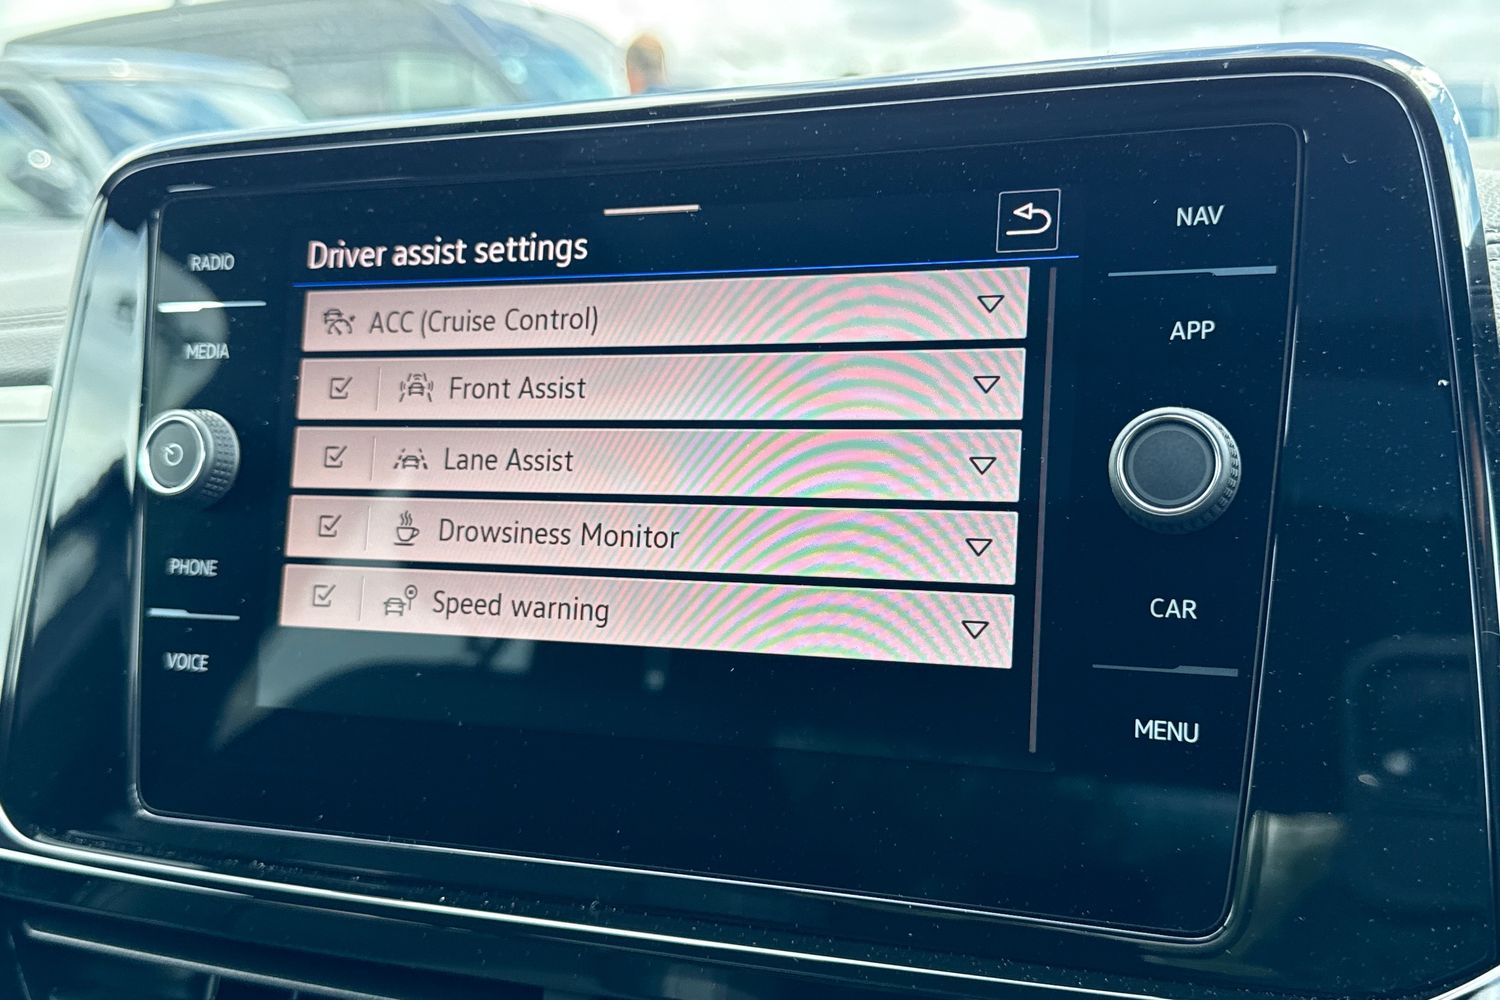 Driver assist settings
ACC (Cruise Control)
Front Assist
Lane Assist
Drowsiness Monitor
Speed warning
RADIO
MEDIA
PHONE
VOICE
NAV
APP
CAR
MENU